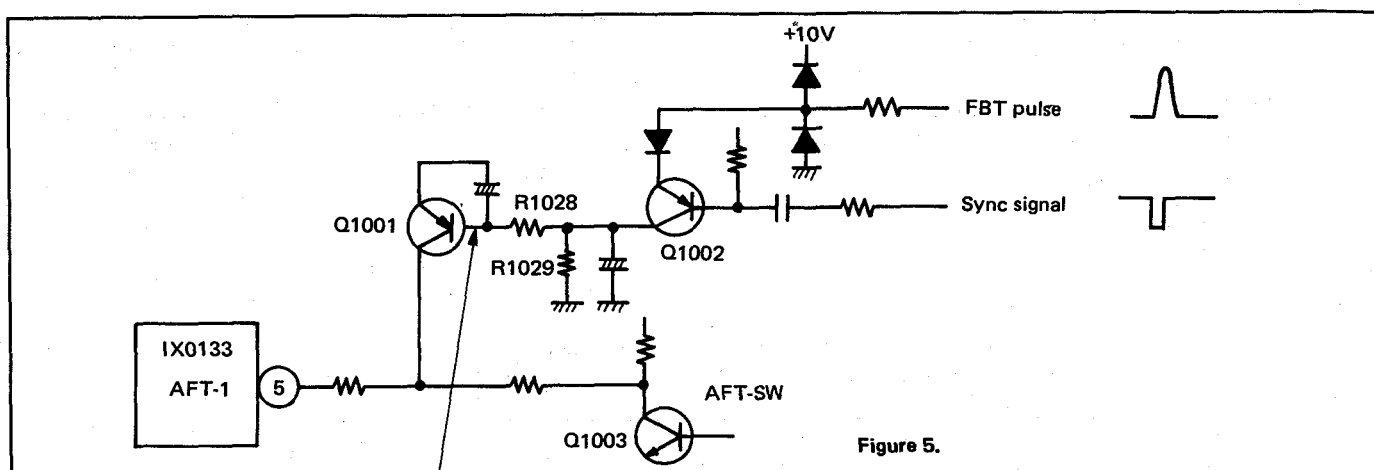 +10V
FBT pulse
Q1001
R1028
Q1002
Sync signal
R1029
IX0133
AFT-1
5
AFT-SW
Q1003
Figure 5.